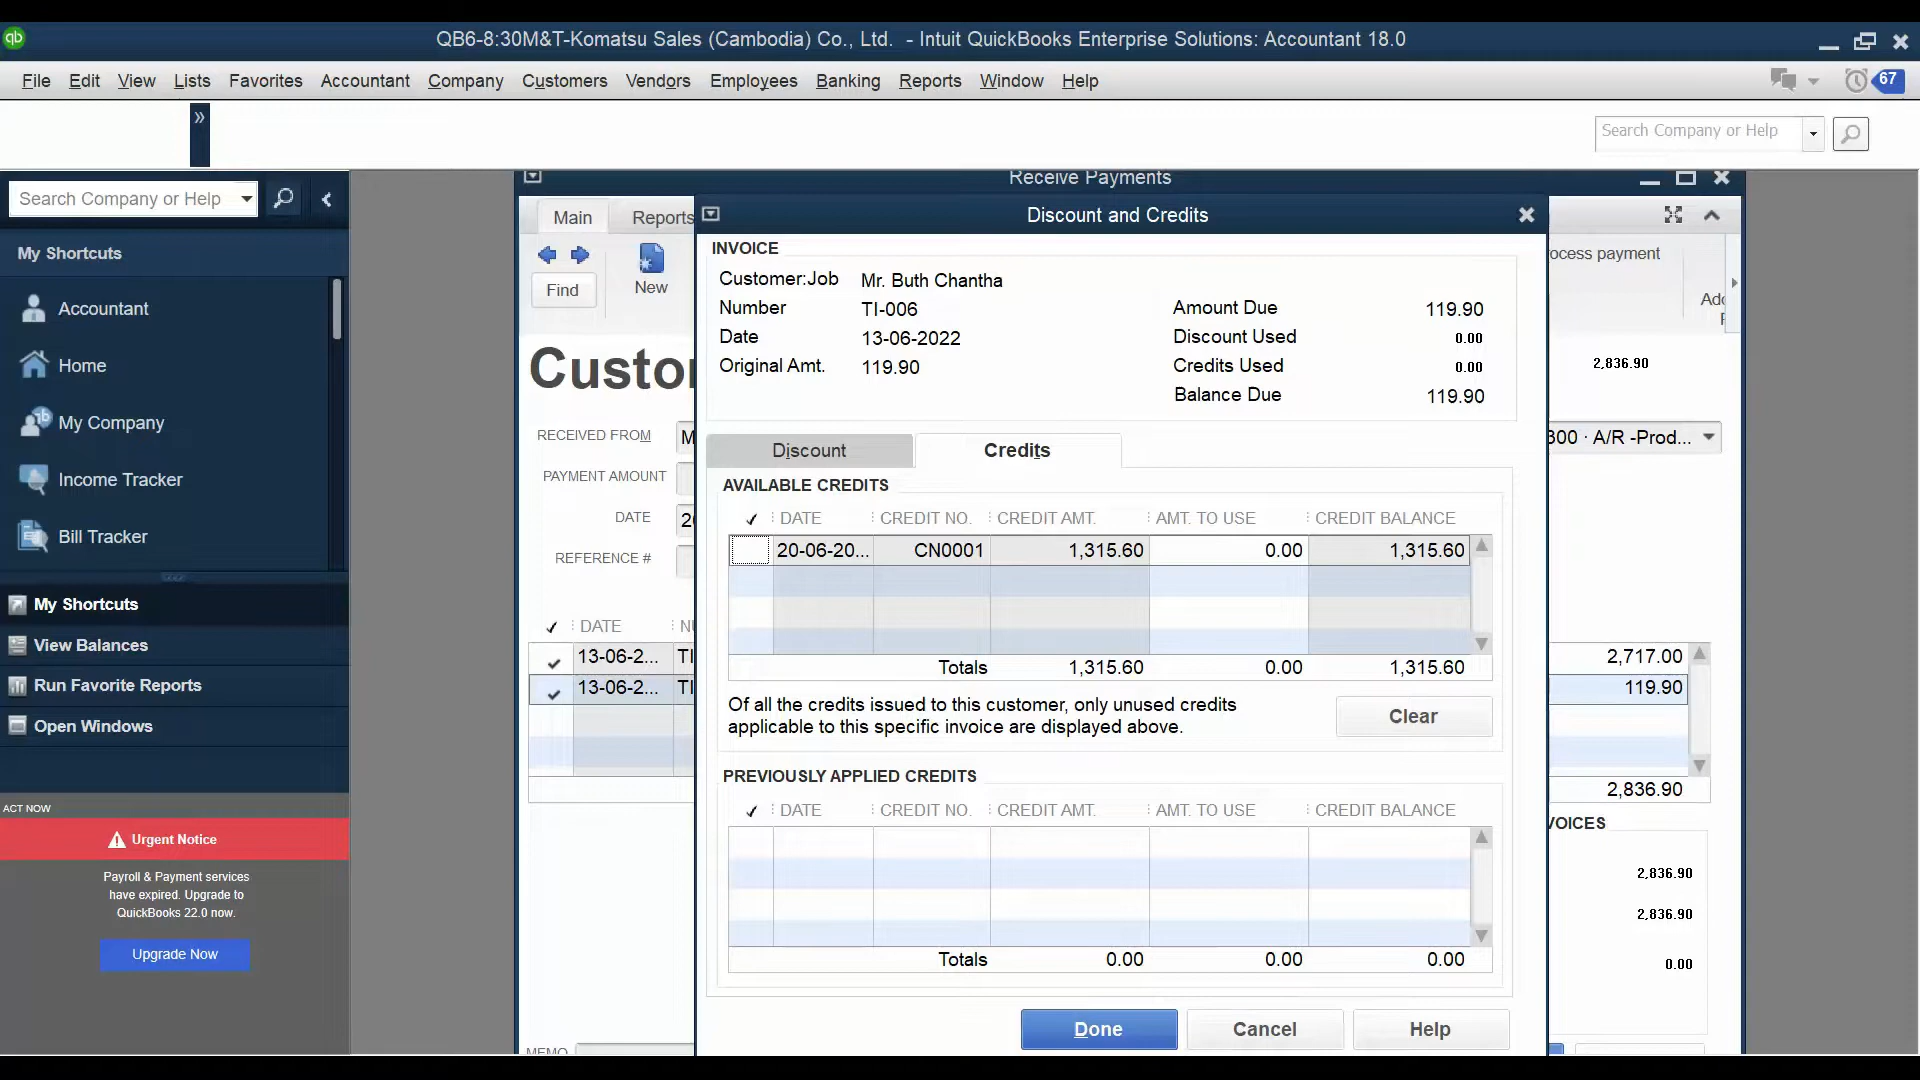 qb
QB6-8:30M&T-Komatsu Sales (Cambodia) Co., Ltd. - Intuit QuickBooks Enterprise Solutions: Accountant 18.0
File Edit View Lists Favorites Accountant Company Customers Vendors Employees Banking Reports Window Help
67
Search Company or Help
Search Company or Help
My Shortcuts
Accountant
Home
My Company
Income Tracker
Bill Tracker
My Shortcuts
View Balances
Run Favorite Reports
Open Windows
ACT NOW
Urgent Notice
Payroll & Payment services
have expired. Upgrade to
QuickBooks 22.0 now.
Upgrade Now
Receive Payments
Main Reports
Find New
ocess payment
Custo
2,836.90
RECEIVED FROM M
300 · A/R -Prod...
PAYMENT AMOUNT
DATE 2
REFERENCE #
DATE NU
13-06-2... TI
2,717.00
13-06-2... TI
119.90
2,836.90
VOICES
2,836.90
2,836.90
0.00
MEMO
Discount and Credits
INVOICE
Customer:Job Mr. Buth Chantha
Number TI-006 Amount Due 119.90
Date 13-06-2022 Discount Used 0.00
Original Amt. 119.90 Credits Used 0.00
Balance Due 119.90
Discount Credits
AVAILABLE CREDITS
DATE CREDIT NO. CREDIT AMT. AMT. TO USE CREDIT BALANCE
20-06-20... CN0001 1,315.60 0.00 1,315.60
Totals 1,315.60 0.00 1,315.60
Of all the credits issued to this customer, only unused credits
applicable to this specific invoice are displayed above.
Clear
PREVIOUSLY APPLIED CREDITS
DATE CREDIT NO. CREDIT AMT. AMT. TO USE CREDIT BALANCE
Totals 0.00 0.00 0.00
Done Cancel Help